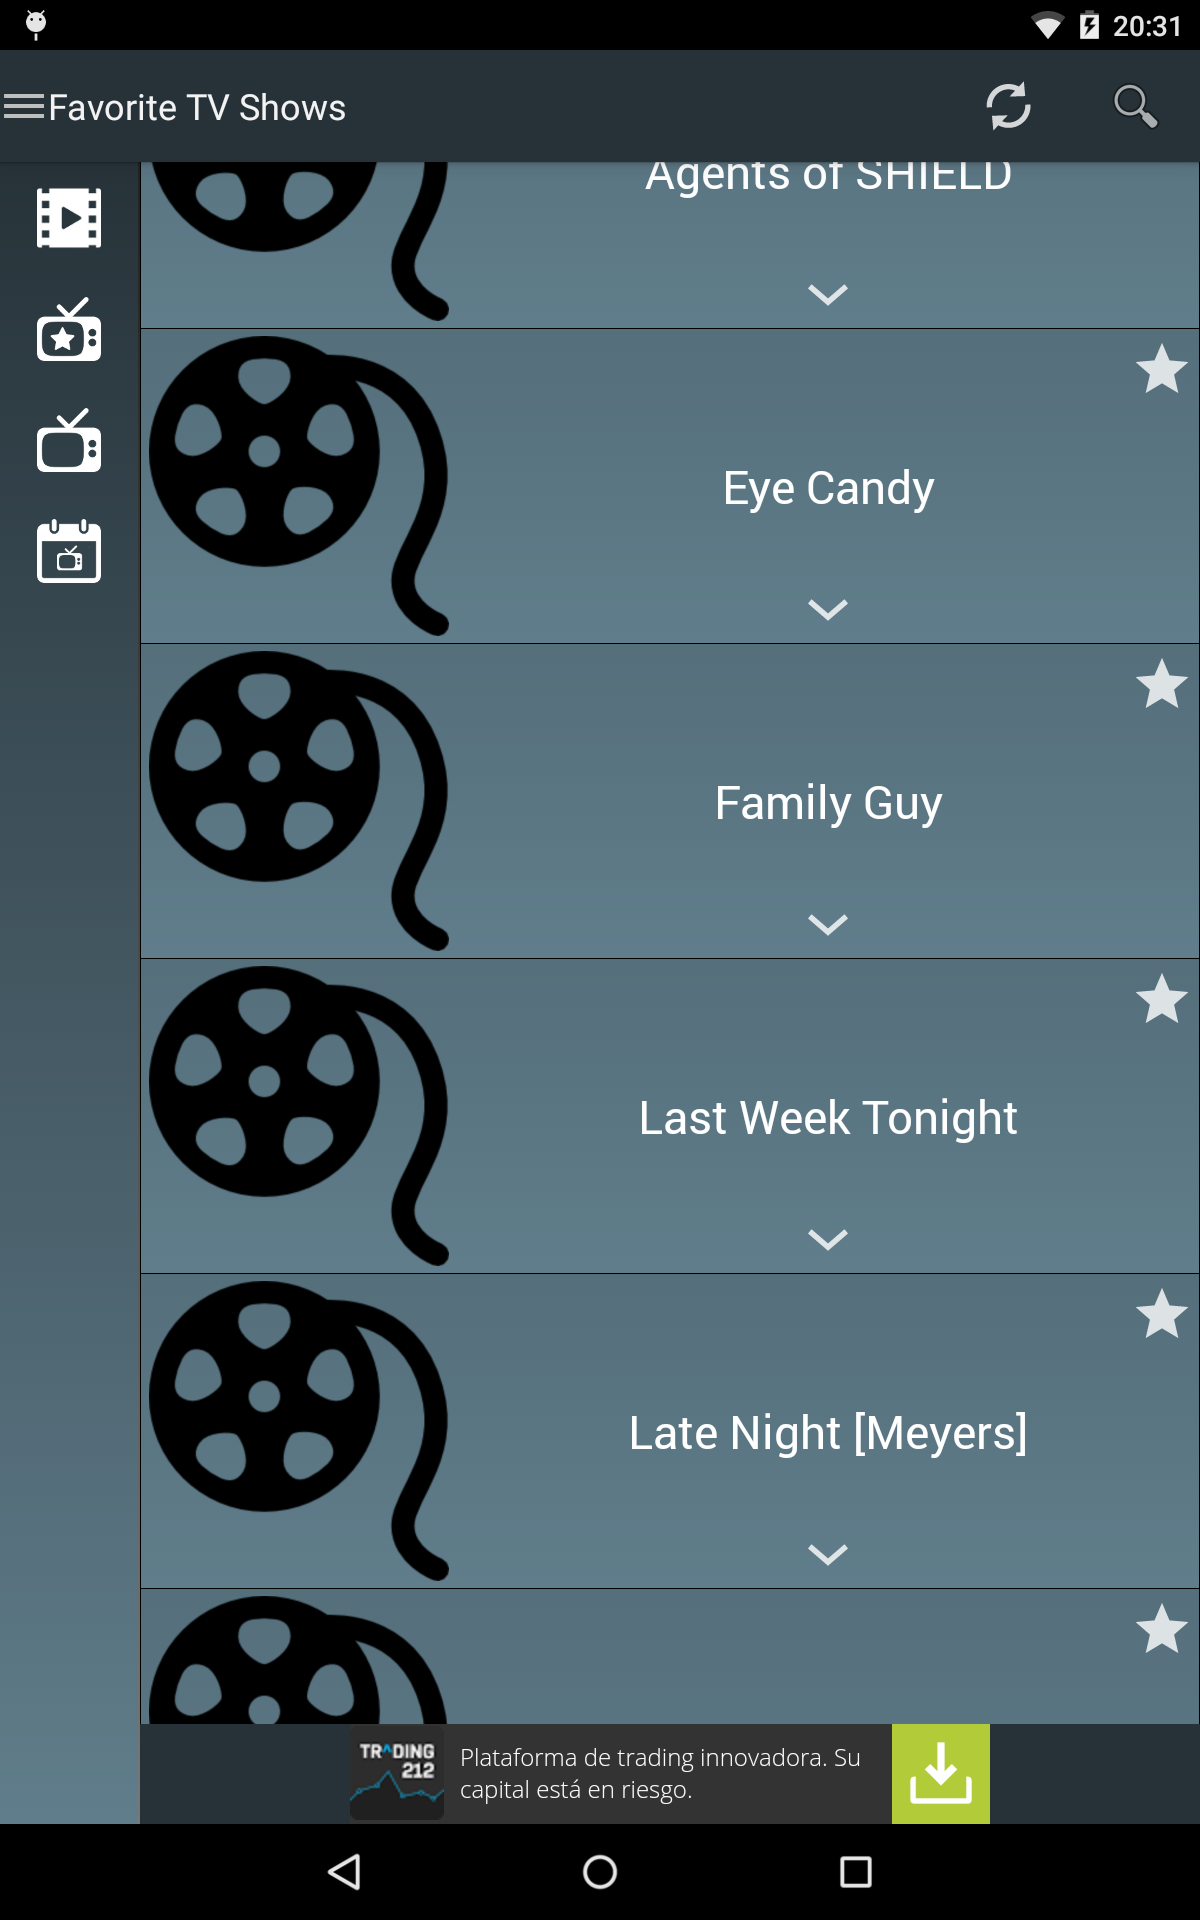 20:31
Favorite TV Shows
Agents of SHIELD
Eye Candy
Family Guy
Last Week Tonight
Late Night [Meyers]
TRADING
212
Plataforma de trading innovadora. Su
capital está en riesgo.